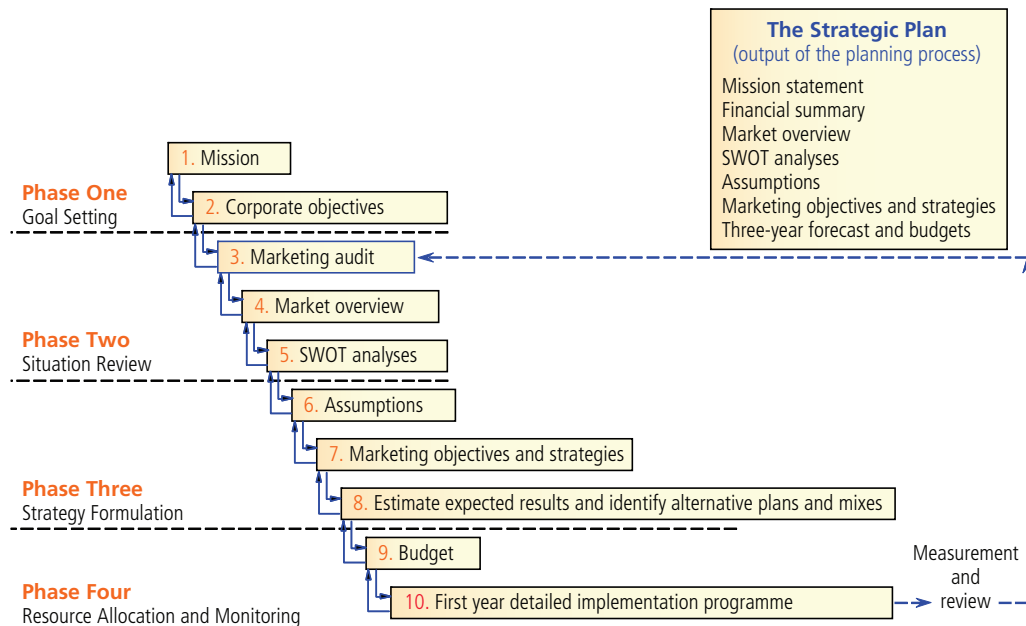 The Strategic Plan
(output of the planning process)
Mission statement
Financial summary
Market overview
SWOT analyses
Assumptions
Marketing objectives and strategies
Three-year forecast and budgets
1. Mission
Phase One
Goal Setting
2. Corporate objectives
3. Marketing audit
4. Market overview
Phase Two
Situation Review
5. SWOT analyses
6. Assumptions
7. Marketing objectives and strategies
Phase Three
Strategy Formulation
8. Estimate expected results and identify alternative plans and mixes
9. Budget
Phase Four
Resource Allocation and Monitoring
10. First year detailed implementation programme
Measurement
and
review